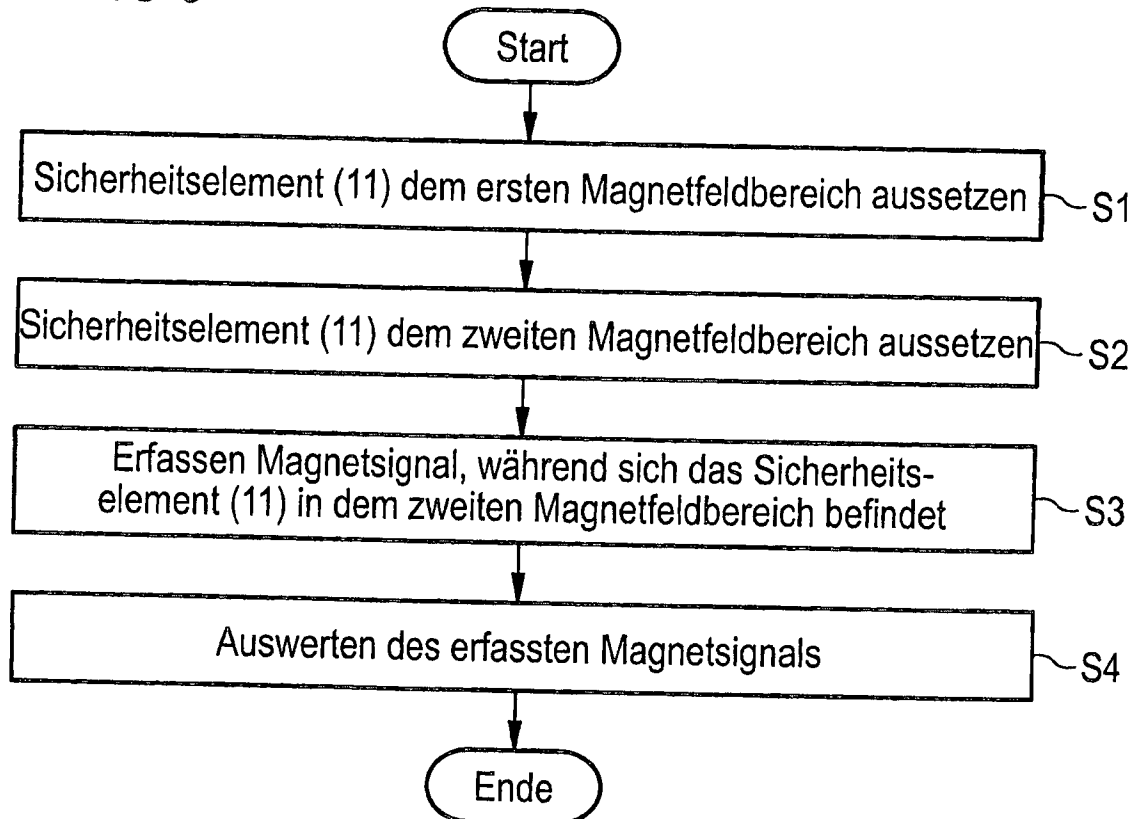 Start
Sicherheitselement (11) dem ersten Magnetfeldbereich aussetzen
S1
Sicherheitselement (11) dem zweiten Magnetfeldbereich aussetzen
S2
Erfassen Magnetsignal, während sich das Sicherheits-
element (11) in dem zweiten Magnetfeldbereich befindet
S3
Auswerten des erfassten Magnetsignals
S4
Ende